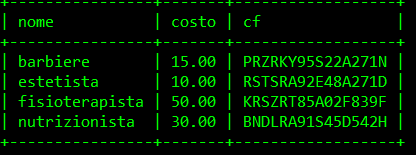 | nome | costo | cf |
| barbiere | 15.00 | PRZRKY95S22A271N |
| estetista | 10.00 | RSTSRA92E48A271D |
| fisioterapista | 50.00 | KRSZRT85A02F839F |
| nutrizionista | 30.00 | BNDLRA91S45D542H |